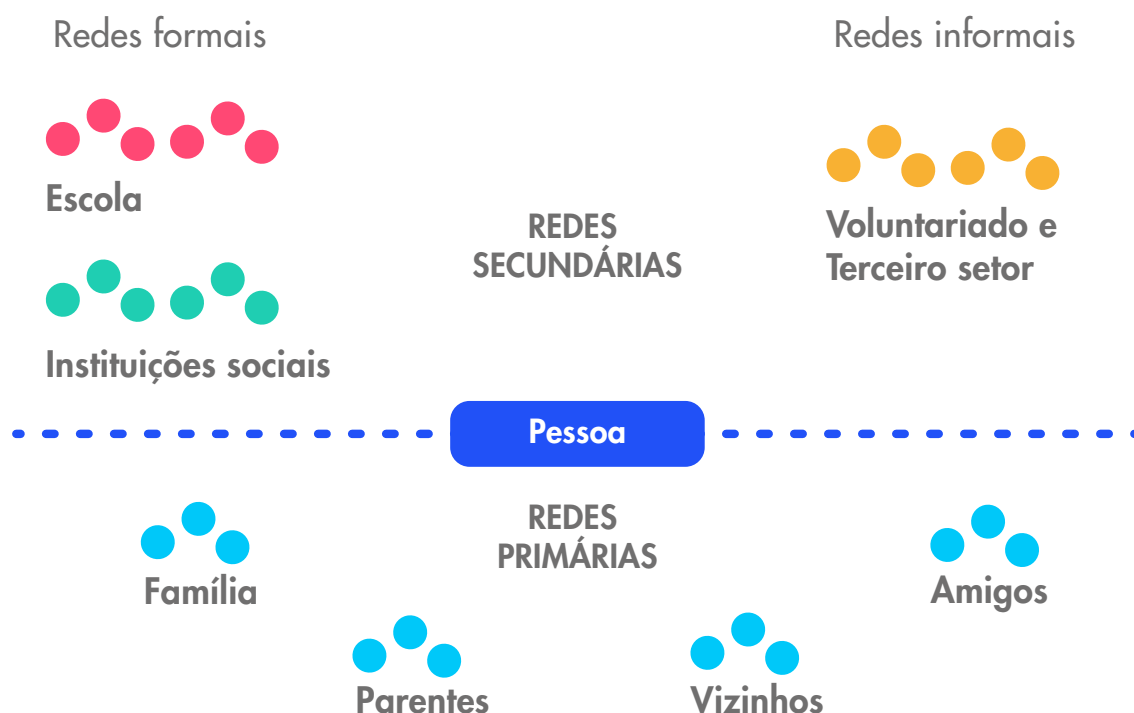 Redes formais
Redes informais
Escola
Instituições sociais
REDES
SECUNDÁRIAS
Voluntariado e
Terceiro setor
Pessoa
REDES
PRIMÁRIAS
Família
Amigos
Parentes
Vizinhos